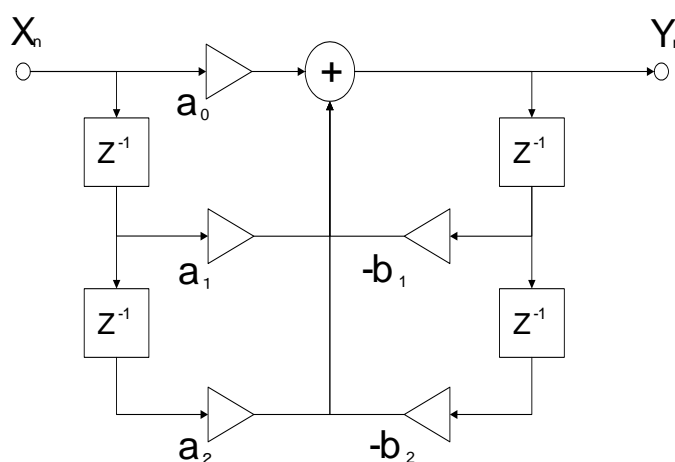 Xₙ
Yₙ
+
a₀
Z⁻¹
Z⁻¹
a₁
-b₁
Z⁻¹
Z⁻¹
a₂
-b₂